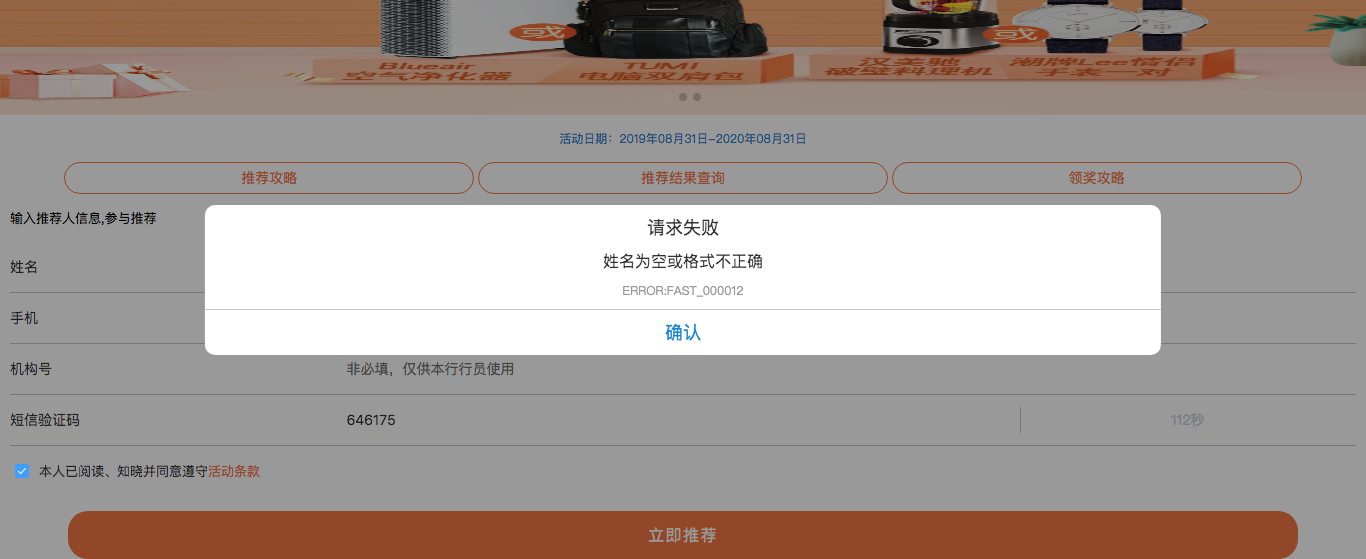 或
或
Blueair
空气净化器
TUMI
电脑双肩包
汉美驰
破壁料理机
潮牌Lee情侣
手表一对
活动日期：2019年08月31日-2020年08月31日
推荐攻略
推荐结果查询
领奖攻略
输入推荐人信息,参与推荐
请求失败
姓名为空或格式不正确
ERROR:FAST_000012
确认
姓名
手机
机构号
非必填，仅供本行行员使用
短信验证码
646175
112秒
本人已阅读、知晓并同意遵守活动条款
立即推荐